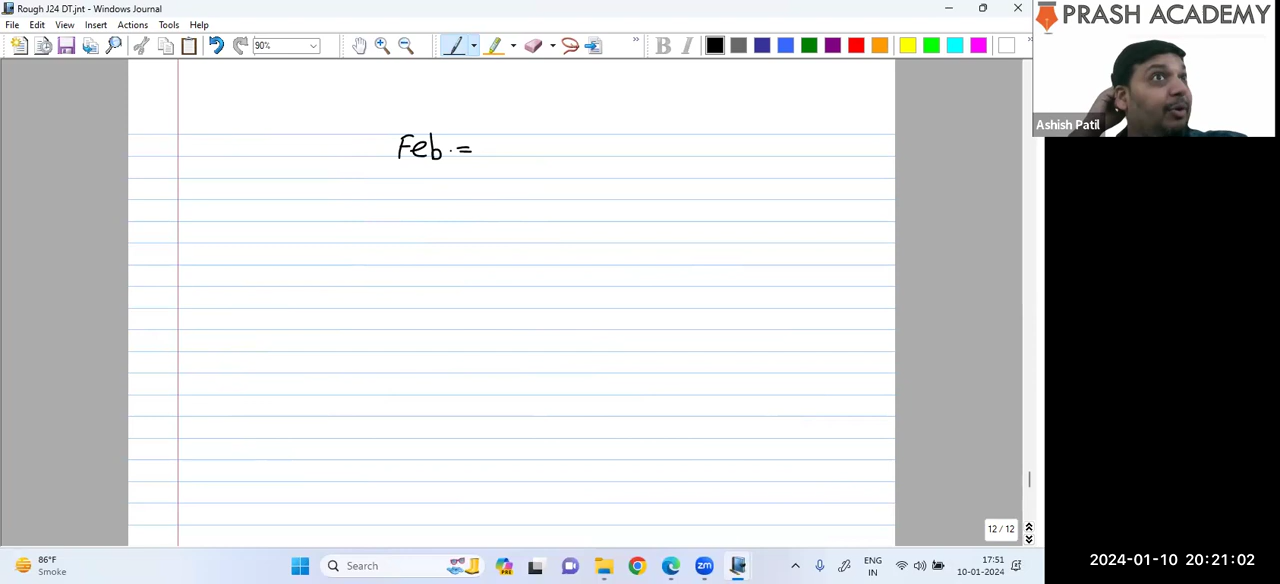 Rough J24 DT.jnt - Windows Journal
File Edit View Insert Actions Tools Help
90%
B I
PRASH ACADEMY
Ashish Patil
Feb. =
12 / 12
86°F
Smoke
Search
ENG
IN
17:51
10-01-2024
2024-01-10 20:21:02